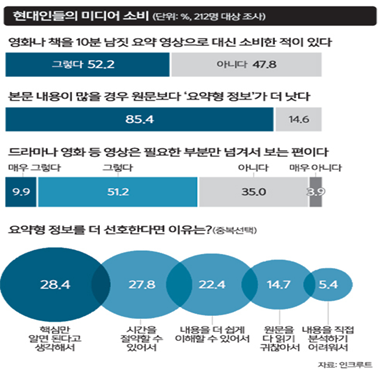 현대인들의 미디어 소비 (단위: %, 212명 대상 조사)
영화나 책을 10분 남짓 요약 영상으로 대신 소비한 적이 있다
그렇다 52.2 아니다 47.8
본문 내용이 많을 경우 원문보다 '요약형 정보'가 더 낫다
85.4 14.6
드라마나 영화 등 영상은 필요한 부분만 넘겨서 보는 편이다
매우 그렇다 그렇다 아니다 매우 아니다
9.9 51.2 35.0 3.9
요약형 정보를 더 선호한다면 이유는?(중복선택)
28.4 27.8 22.4 14.7 5.4
핵심만 시간을 내용을 더 쉽게 원문을 내용을 직접
알면 된다고 절약할 수 이해할 수 있어서 다 읽기 분석하기
생각해서 있어서 귀찮아서 어려워서
자료: 인크루트